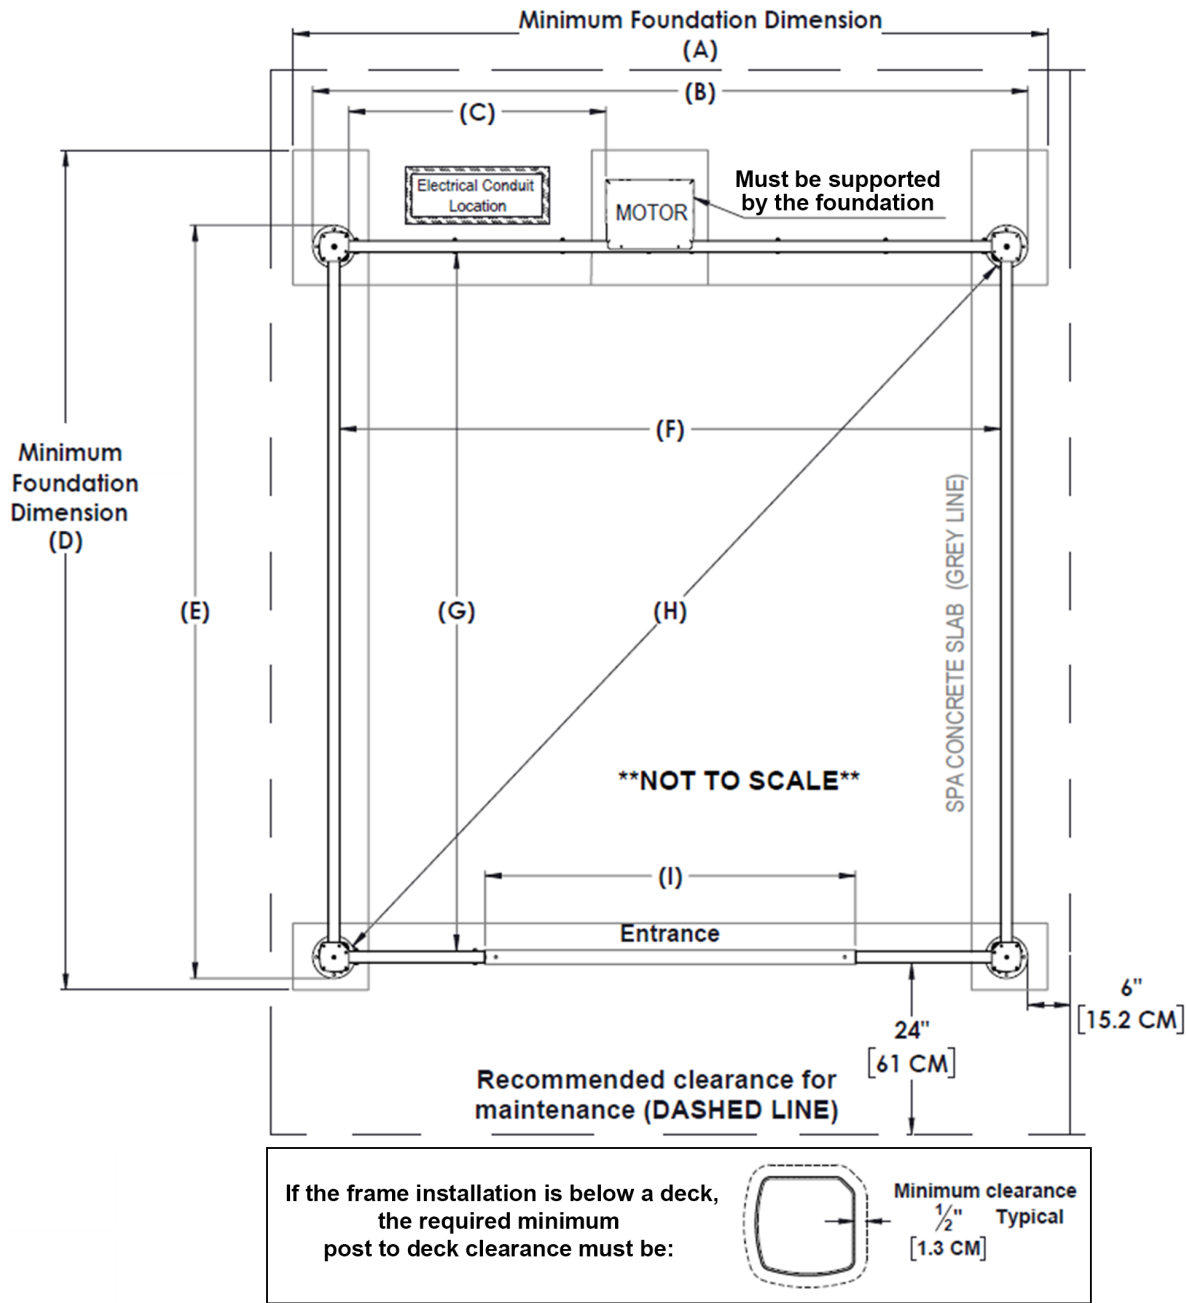 Minimum Foundation Dimension
(A)
(B)
(C)
Electrical Conduit
Location
MOTOR
Must be supported
by the foundation
(F)
Minimum
Foundation
Dimension
(D)
(E)
(G)
(H)
SPA CONCRETE SLAB (GREY LINE)
**NOT TO SCALE**
(I)
Entrance
6"
[15.2 CM]
24"
[61 CM]
Recommended clearance for
maintenance (DASHED LINE)
If the frame installation is below a deck,
the required minimum
post to deck clearance must be:
Minimum clearance
½" Typical
[1.3 CM]